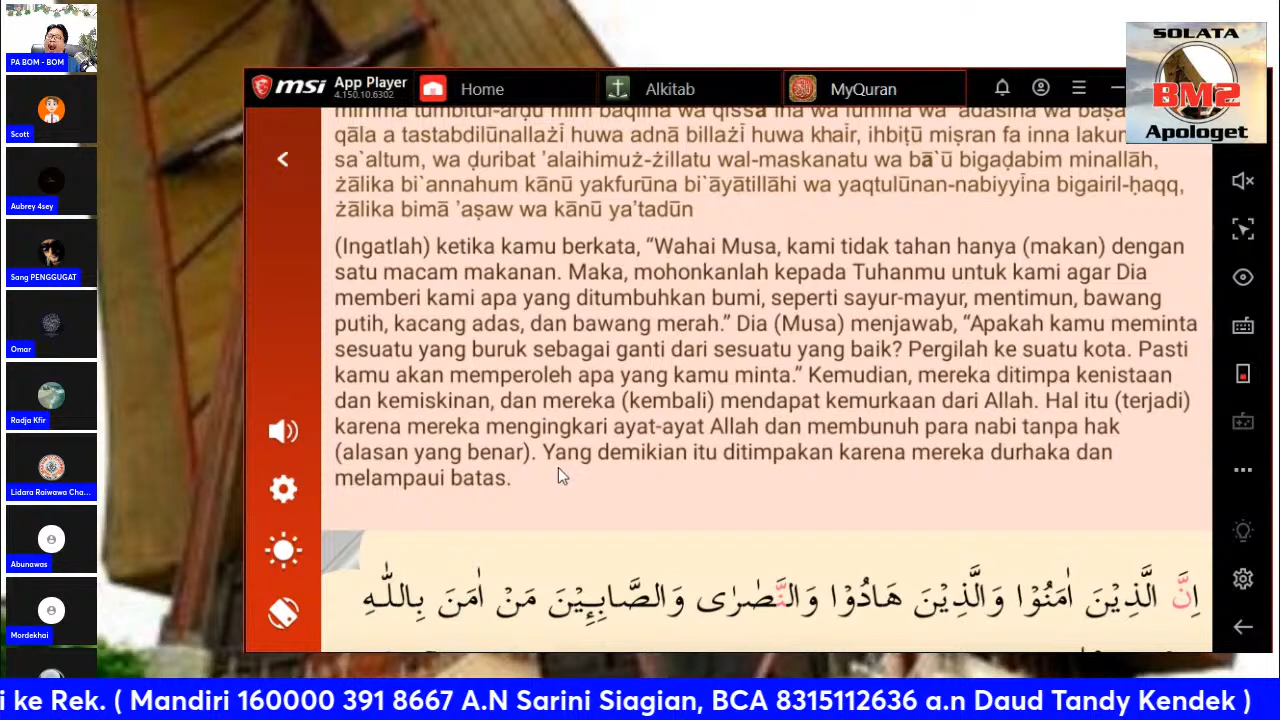 PA BOM - BOM
Scott
Aubrey 4sey
Sang PENGGUGAT
Omar
Radja Kfir
Lidara Raiwawa Cha...
Abunawas
Mordekhai
msi App Player
4.150.10.6302
Home
Alkitab
MyQuran
SOLATA
BM2
Apologet
qāla a tastabdilūnallażī huwa adnā billażī huwa khaīr, ihbiṭū miṣran fa inna lakum
sa`altum, wa ḍuribat 'alaihimuż-żillatu wal-maskanatu wa bā`ū bigaḍabim minallāh,
żālika bi`annahum kānū yakfurūna bi`āyātillāhi wa yaqtulūnan-nabiyyīna bigairil-ḥaqq,
żālika bimā 'aṣaw wa kānū ya'tadūn
(Ingatlah) ketika kamu berkata, “Wahai Musa, kami tidak tahan hanya (makan) dengan
satu macam makanan. Maka, mohonkanlah kepada Tuhanmu untuk kami agar Dia
memberi kami apa yang ditumbuhkan bumi, seperti sayur-mayur, mentimun, bawang
putih, kacang adas, dan bawang merah.” Dia (Musa) menjawab, “Apakah kamu meminta
sesuatu yang buruk sebagai ganti dari sesuatu yang baik? Pergilah ke suatu kota. Pasti
kamu akan memperoleh apa yang kamu minta.” Kemudian, mereka ditimpa kenistaan
dan kemiskinan, dan mereka (kembali) mendapat kemurkaan dari Allah. Hal itu (terjadi)
karena mereka mengingkari ayat-ayat Allah dan membunuh para nabi tanpa hak
(alasan yang benar). Yang demikian itu ditimpakan karena mereka durhaka dan
melampaui batas.
اِنَّ الَّذِيْنَ اٰمَنُوْا وَالَّذِيْنَ هَادُوْا وَالنَّصٰرٰى وَالصَّابِـِٕيْنَ مَنْ اٰمَنَ بِاللّٰهِ
i ke Rek. ( Mandiri 160000 391 8667 A.N Sarini Siagian, BCA 8315112636 a.n Daud Tandy Kendek )